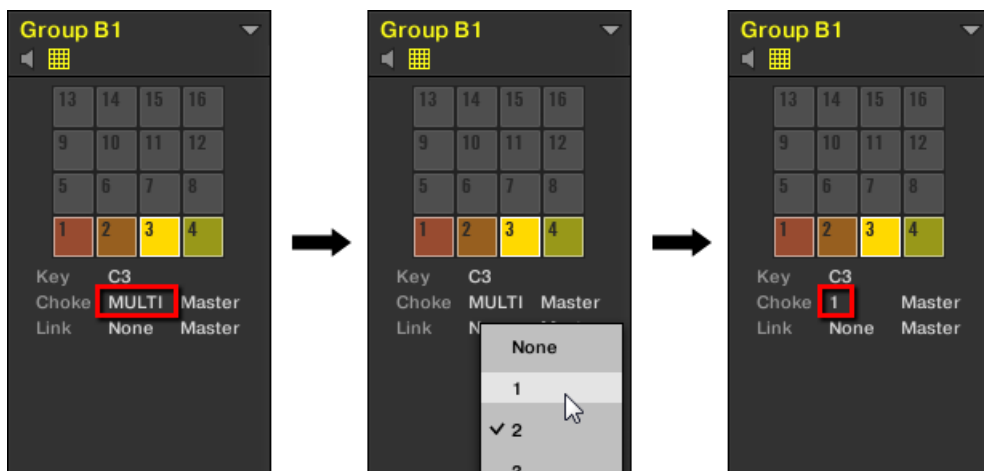 Group B1
13 14 15 16
9 10 11 12
5 6 7 8
1 2 3 4
Key C3
Choke MULTI Master
Link None Master
Group B1
13 14 15 16
9 10 11 12
5 6 7 8
1 2 3 4
Key C3
Choke MULTI Master
Link
None
1
2
Group B1
13 14 15 16
9 10 11 12
5 6 7 8
1 2 3 4
Key C3
Choke 1 Master
Link None Master